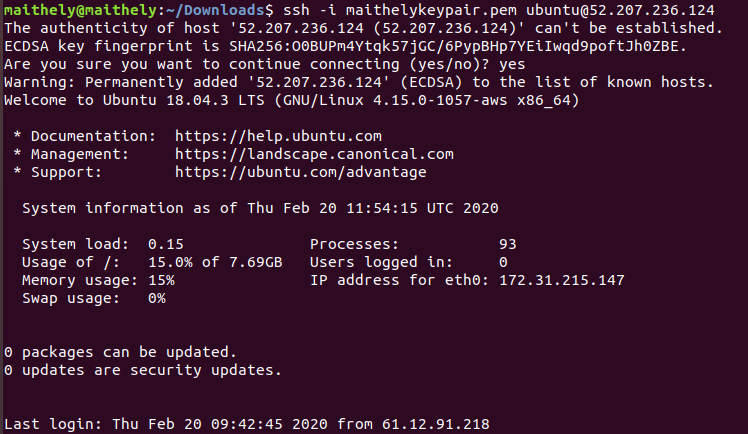 maithely@maithely:~/Downloads$ ssh -i maithelykeypair.pem ubuntu@52.207.236.124
The authenticity of host '52.207.236.124 (52.207.236.124)' can't be established.
ECDSA key fingerprint is SHA256:O0BUPm4Ytqk57jGC/6PypBHp7YEiIwqd9poftJh0ZBE.
Are you sure you want to continue connecting (yes/no)? yes
Warning: Permanently added '52.207.236.124' (ECDSA) to the list of known hosts.
Welcome to Ubuntu 18.04.3 LTS (GNU/Linux 4.15.0-1057-aws x86_64)
* Documentation:  https://help.ubuntu.com
* Management:     https://landscape.canonical.com
* Support:        https://ubuntu.com/advantage
System information as of Thu Feb 20 11:54:15 UTC 2020
System load:  0.15                Processes:           93
Usage of /:   15.0% of 7.69GB   Users logged in:     0
Memory usage: 15%               IP address for eth0: 172.31.215.147
Swap usage:   0%
0 packages can be updated.
0 updates are security updates.
Last login: Thu Feb 20 09:42:45 2020 from 61.12.91.218